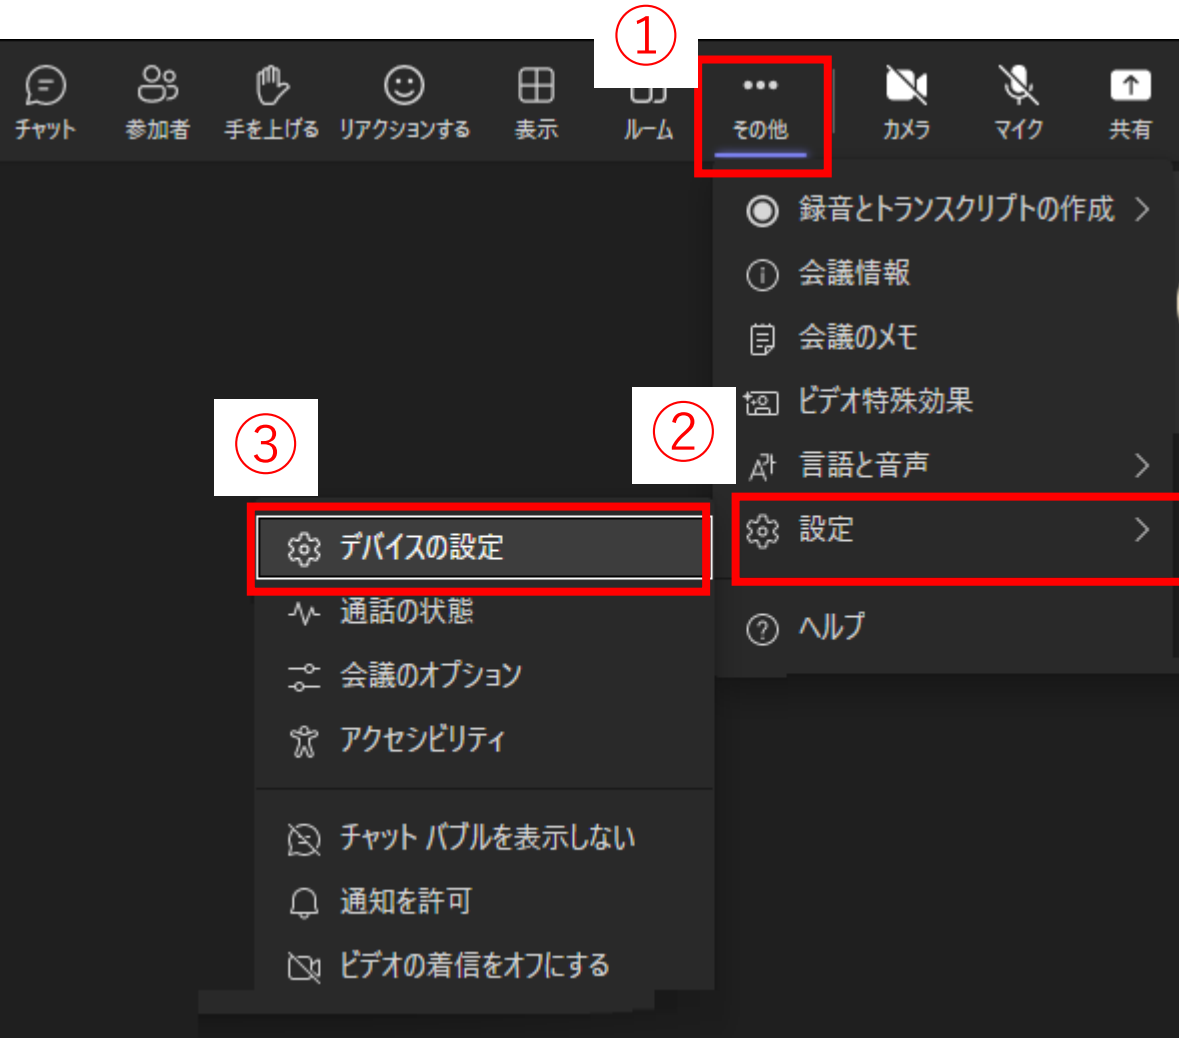 ①
チャット 参加者 手を上げる リアクションする 表示 ルーム その他 カメラ マイク 共有
録音とトランスクリプトの作成
会議情報
会議のメモ
ビデオ特殊効果
②
言語と音声
設定
ヘルプ
③
デバイスの設定
通話の状態
会議のオプション
アクセシビリティ
チャット バブルを表示しない
通知を許可
ビデオの着信をオフにする